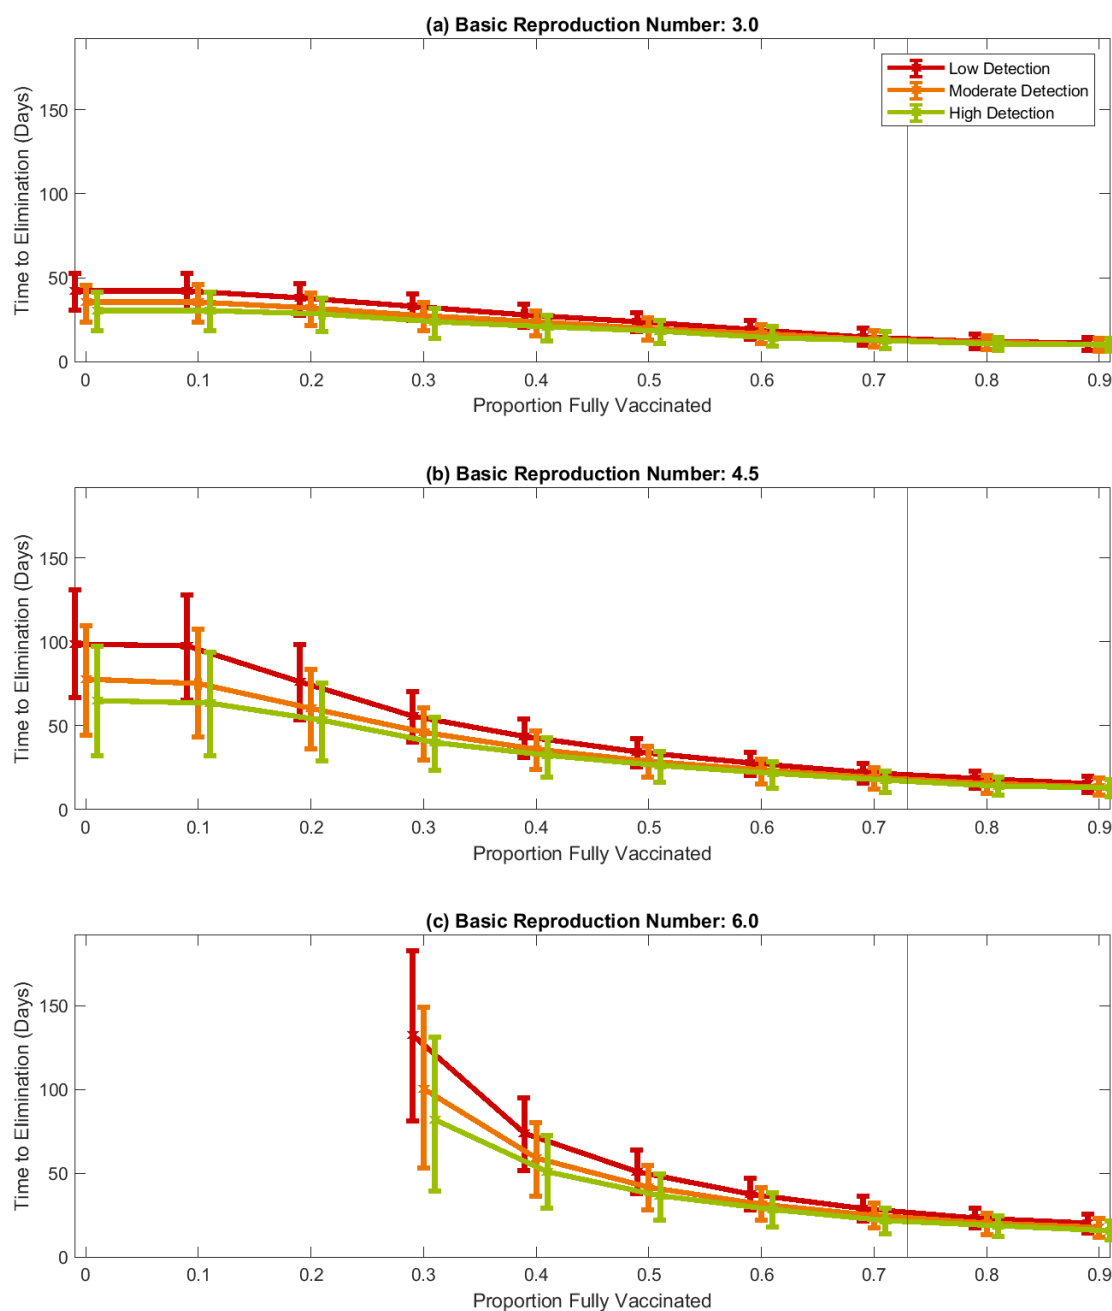 (a) Basic Reproduction Number: 3.0
Low Detection
Moderate Detection
High Detection
Time to Elimination (Days)
150
100
50
0
0 0.1 0.2 0.3 0.4 0.5 0.6 0.7 0.8 0.9
Proportion Fully Vaccinated
(b) Basic Reproduction Number: 4.5
Time to Elimination (Days)
150
100
50
0
0 0.1 0.2 0.3 0.4 0.5 0.6 0.7 0.8 0.9
Proportion Fully Vaccinated
(c) Basic Reproduction Number: 6.0
Time to Elimination (Days)
150
100
50
0
0 0.1 0.2 0.3 0.4 0.5 0.6 0.7 0.8 0.9
Proportion Fully Vaccinated